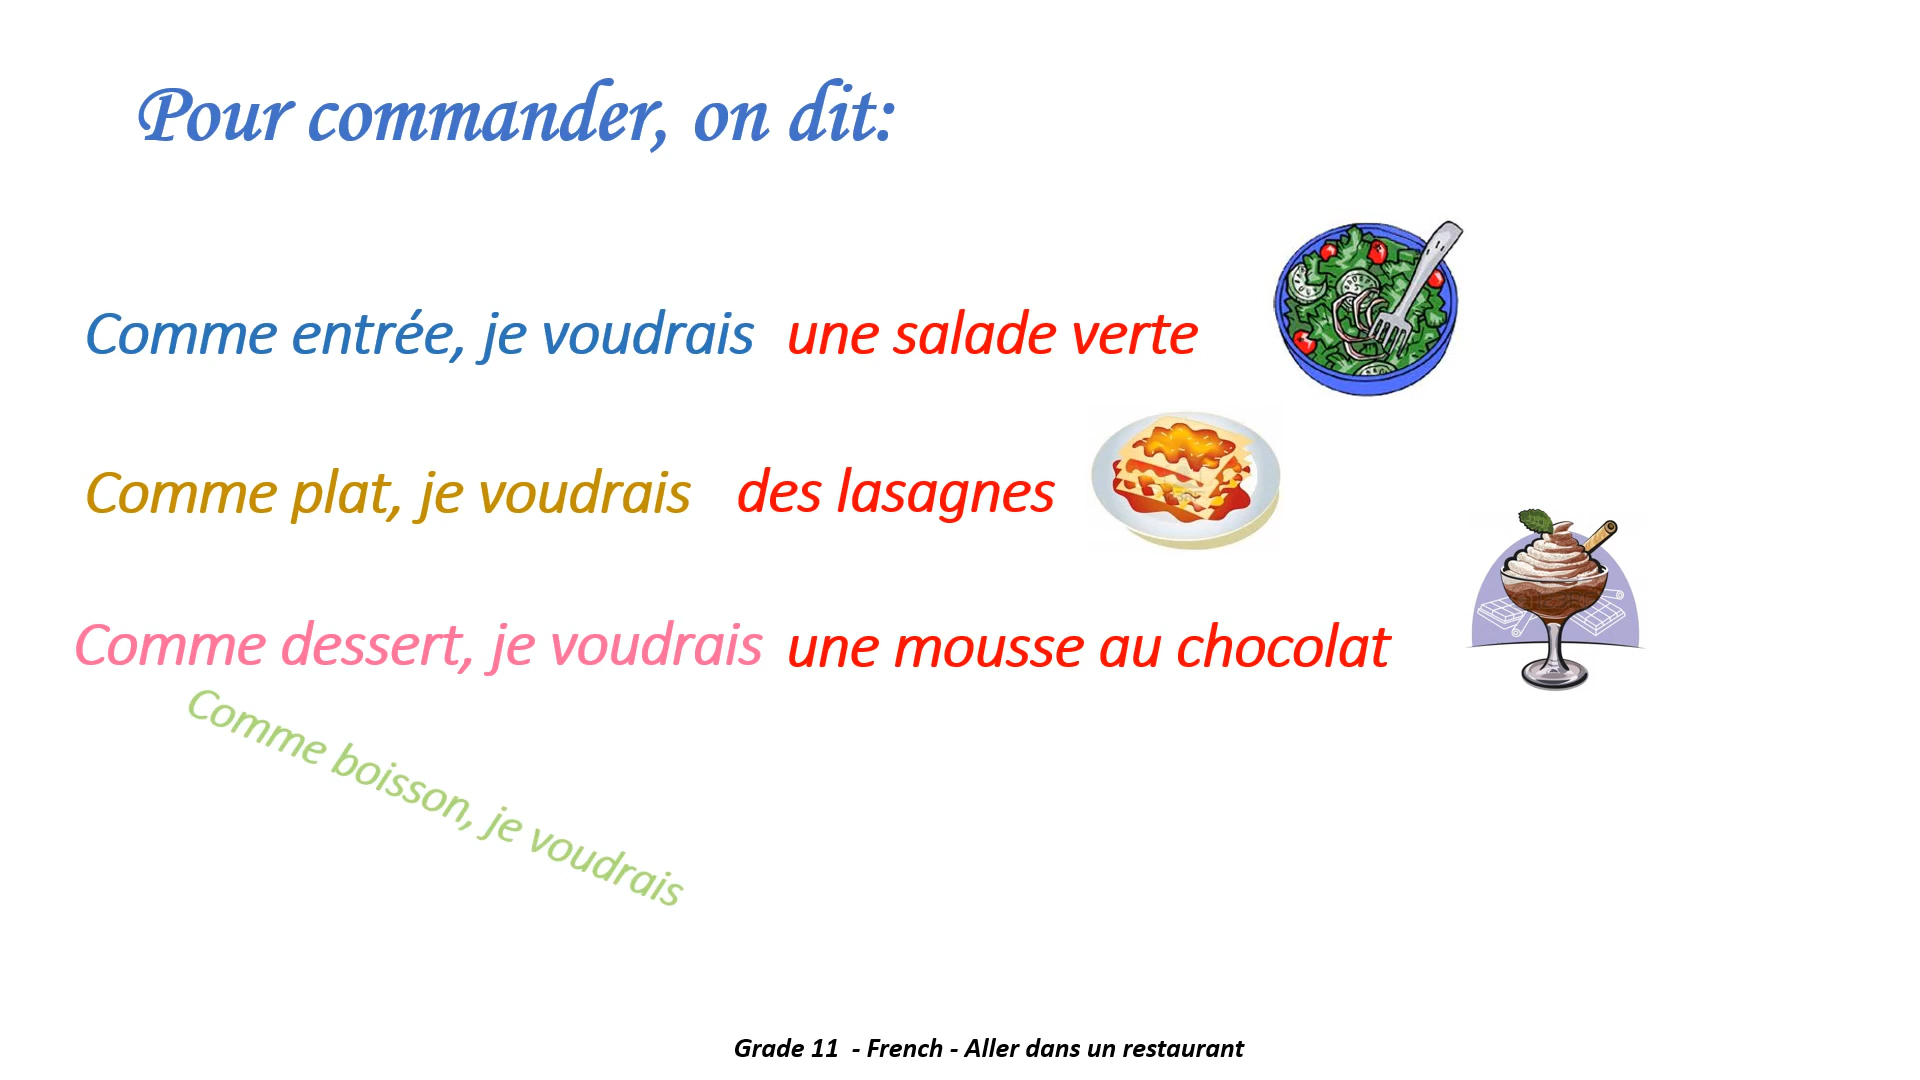 Pour commander, on dit:
Comme entrée, je voudrais une salade verte
Comme plat, je voudrais des lasagnes
Comme dessert, je voudrais une mousse au chocolat
Comme boisson, je voudrais
Grade 11 - French - Aller dans un restaurant